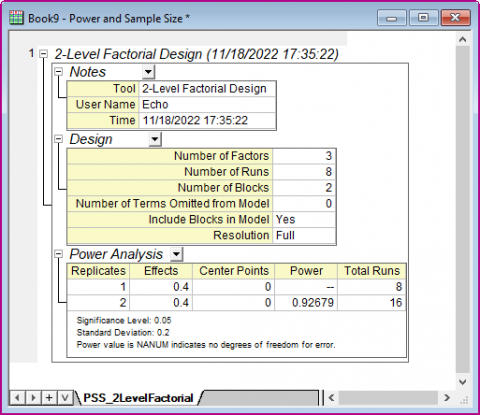 Book9 - Power and Sample Size *
1 2-Level Factorial Design (11/18/2022 17:35:22)
Notes
Tool 2-Level Factorial Design
User Name Echo
Time 11/18/2022 17:35:22
Design
Number of Factors 3
Number of Runs 8
Number of Blocks 2
Number of Terms Omitted from Model 0
Include Blocks in Model Yes
Resolution Full
Power Analysis
Replicates Effects Center Points Power Total Runs
1 0.4 0 -- 8
2 0.4 0 0.92679 16
Significance Level: 0.05
Standard Deviation: 0.2
Power value is NANUM indicates no degrees of freedom for error.
PSS_2LevelFactorial